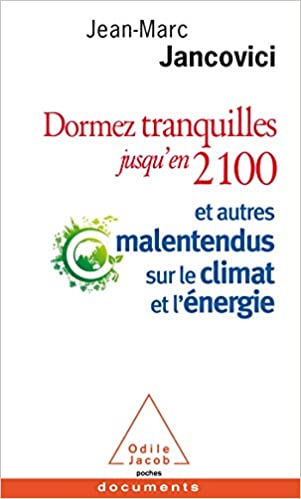 Jean-Marc
Jancovici
Dormez tranquilles
jusqu'en 2100
et autres
malentendus
sur le climat
et l'énergie
Odile
Jacob
poches
documents